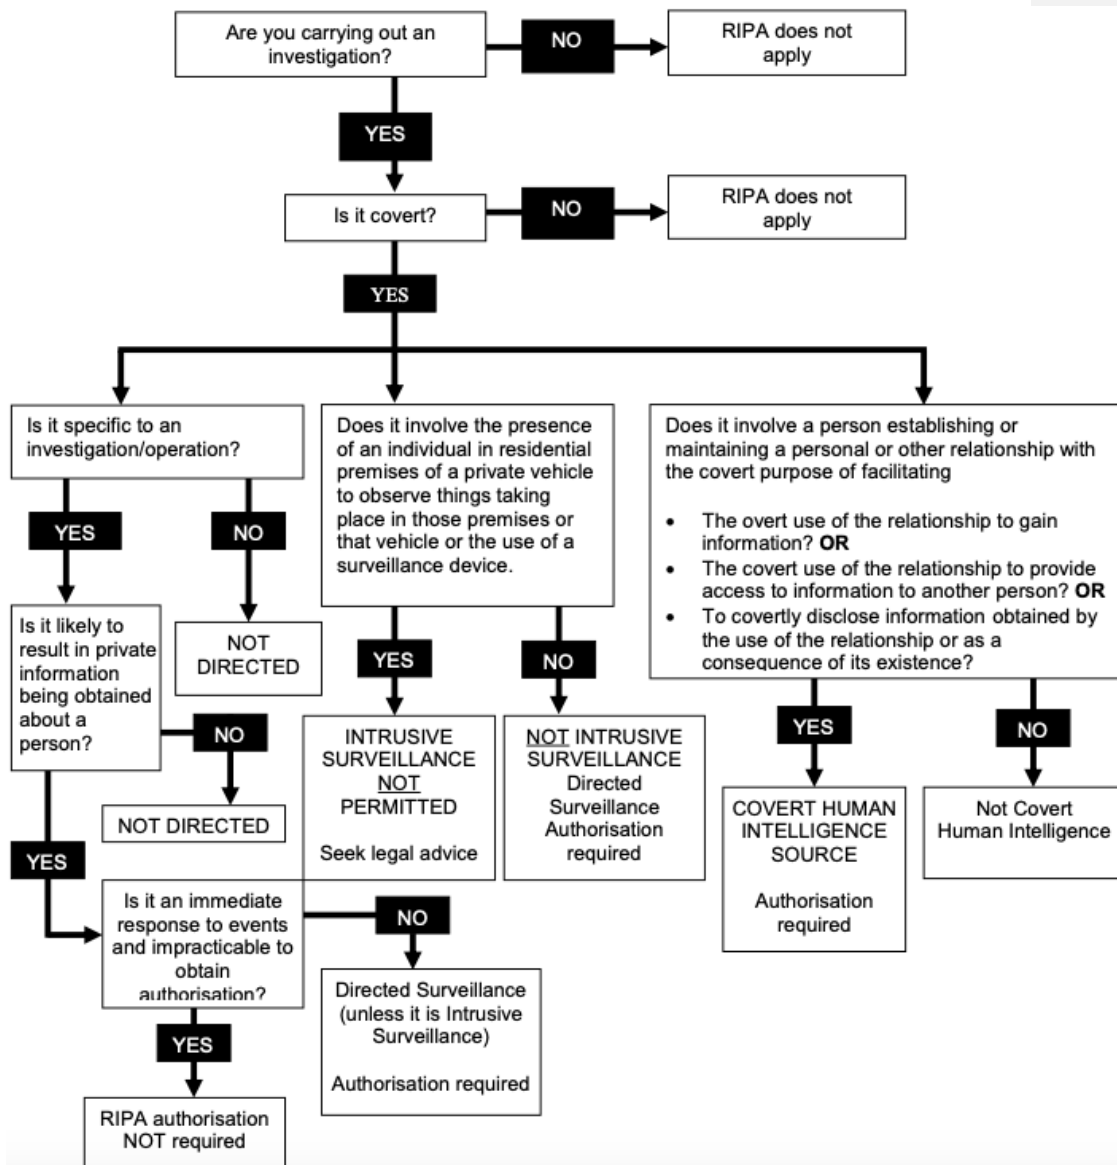 Are you carrying out an
investigation?
NO
RIPA does not
apply
YES
Is it covert?
NO
RIPA does not
apply
YES
Is it specific to an
investigation/operation?
YES
NO
NOT
DIRECTED
Is it likely to
result in private
information
being obtained
about a
person?
NO
NOT DIRECTED
YES
Is it an immediate
response to events
and impracticable to
obtain
authorisation?
NO
Directed Surveillance
(unless it is Intrusive
Surveillance)
Authorisation required
YES
RIPA authorisation
NOT required
Does it involve the presence
of an individual in residential
premises of a private vehicle
to observe things taking
place in those premises or
that vehicle or the use of a
surveillance device.
YES
INTRUSIVE
SURVEILLANCE
NOT
PERMITTED
Seek legal advice
NO
NOT INTRUSIVE
SURVEILLANCE
Directed
Surveillance
Authorisation
required
Does it involve a person establishing or
maintaining a personal or other relationship with
the covert purpose of facilitating
• The overt use of the relationship to gain
information? OR
• The covert use of the relationship to provide
access to information to another person? OR
• To covertly disclose information obtained by
the use of the relationship or as a
consequence of its existence?
YES
COVERT HUMAN
INTELLIGENCE
SOURCE
Authorisation
required
NO
Not Covert
Human Intelligence